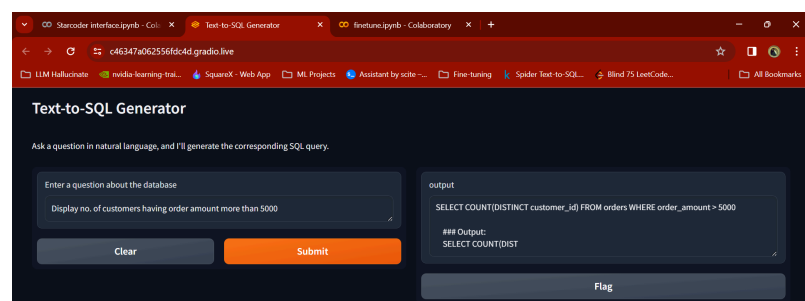 Starcoder interface.ipynb - Cola
Text-to-SQL Generator
finetune.ipynb - Colaboratory
c46347a062556fdc4d.gradio.live
LLM Hallucinate
nvidia-learning-trai...
SquareX - Web App
ML Projects
Assistant by scite –...
Fine-tuning
Spider Text-to-SQL...
Blind 75 LeetCode...
All Bookmarks
Text-to-SQL Generator
Ask a question in natural language, and I'll generate the corresponding SQL query.
Enter a question about the database
Display no. of customers having order amount more than 5000
Clear
Submit
output
SELECT COUNT(DISTINCT customer_id) FROM orders WHERE order_amount > 5000
### Output:
SELECT COUNT(DIST
Flag